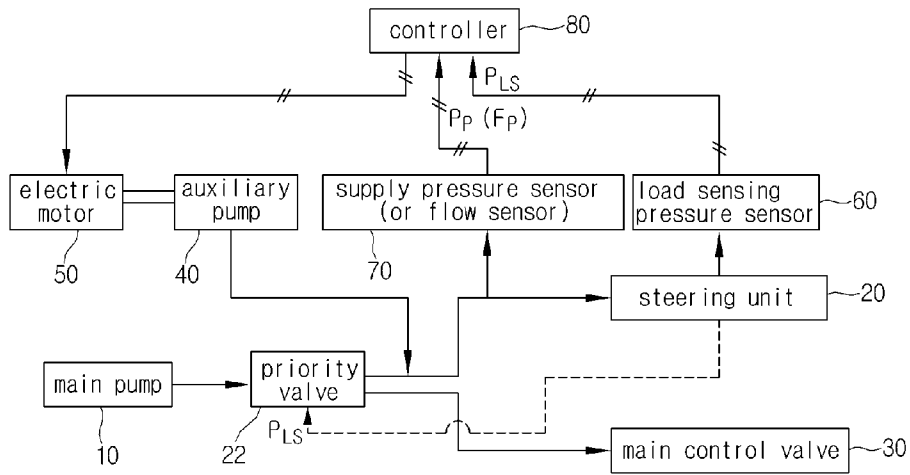 controller
80
P_LS
P_P (F_P)
electric
motor
auxiliary
pump
supply pressure sensor
(or flow sensor)
load sensing
pressure sensor
60
50
40
70
steering unit
20
main pump
priority
valve
10
22
P_LS
main control valve
30